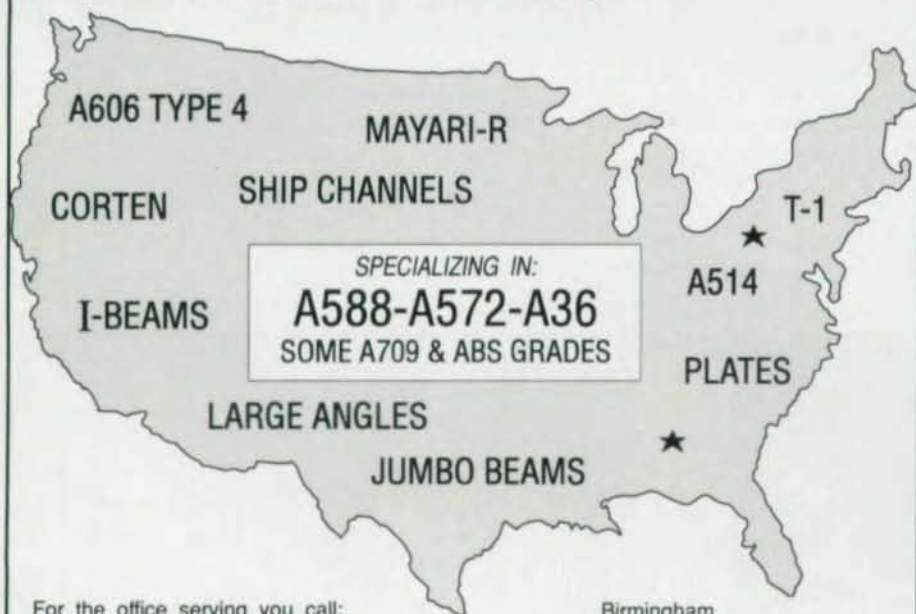 A606 TYPE 4
MAYARI-R
CORTEN
SHIP CHANNELS
T-1
SPECIALIZING IN:
A588-A572-A36
SOME A709 & ABS GRADES
A514
I-BEAMS
PLATES
LARGE ANGLES
JUMBO BEAMS
For the office serving you call:
Birmingham